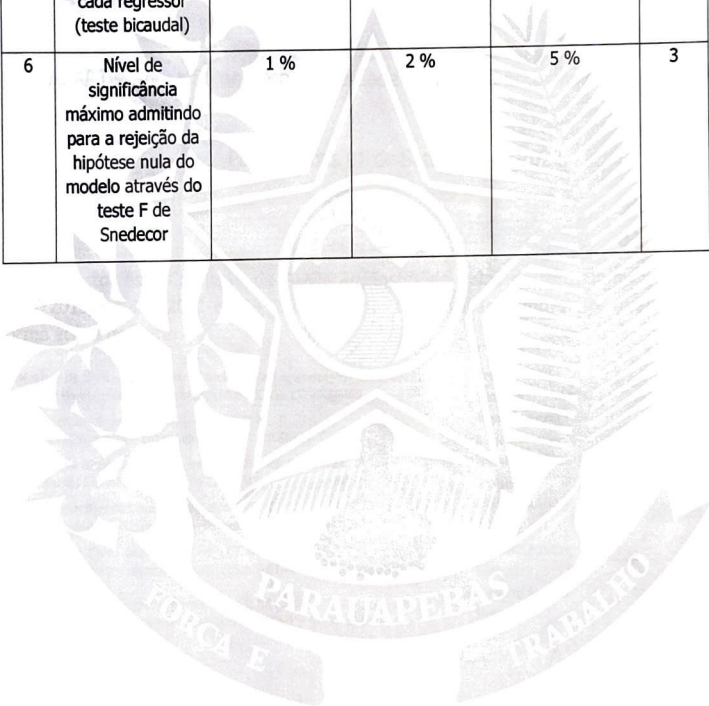 cada regressor
(teste bicaudal)
6 Nível de 1 % 2 % 5 % 3
significância
máximo admitindo
para a rejeição da
hipótese nula do
modelo através do
teste F de
Snedecor
FORÇA E PARAUAPEBAS TRABALHO